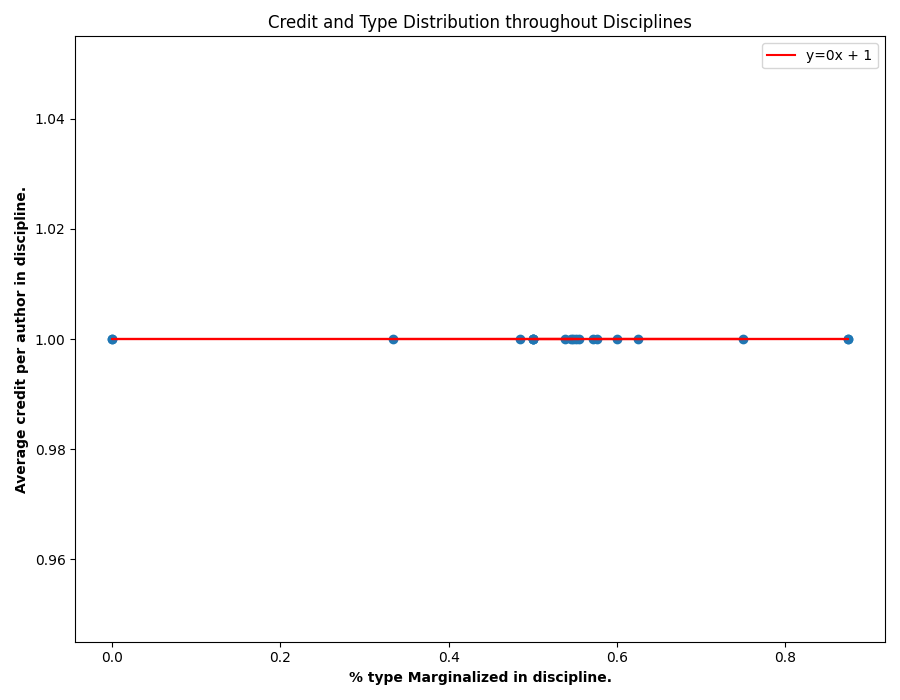 Credit and Type Distribution throughout Disciplines
y=0x + 1
1.04
1.02
1.00
0.98
0.96
Average credit per author in discipline.
0.0 0.2 0.4 0.6 0.8
% type Marginalized in discipline.